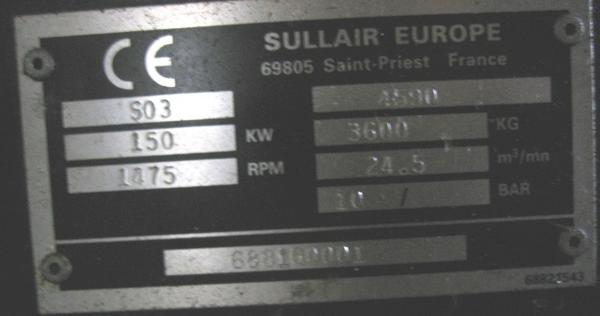 CE
SULLAIR EUROPE
69805 Saint-Priest France
S03
150 KW 3600 KG
1475 RPM 24.5 m³/mn
10 / BAR